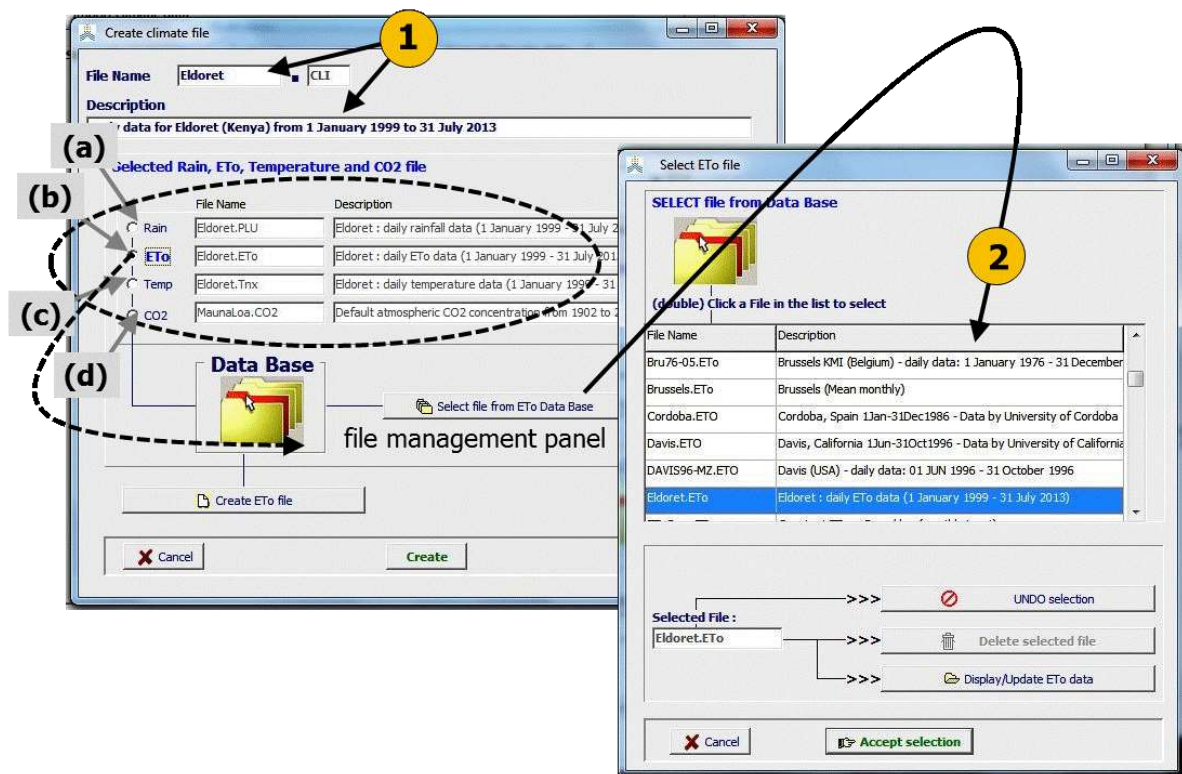 Create climate file
1
File Name Eldoret . CLI
Description
data for Eldoret (Kenya) from 1 January 1999 to 31 July 2013
(a)
Selected Rain, ETo, Temperature and CO2 file
(b)
File Name Description
Rain Eldoret.PLU Eldoret : daily rainfall data (1 January 1999 - 31 July 2
ETo Eldoret.ETo Eldoret : daily ETo data (1 January 1999 - 31 July 201
Temp Eldoret.Tnx Eldoret : daily temperature data (1 January 1999 - 31
(c)
CO2 MaunaLoa.CO2 Default atmospheric CO2 concentration from 1902 to 2
(d)
Data Base
Select file from ETo Data Base
file management panel
Create ETo file
Cancel Create
Select ETo file
SELECT file from Data Base
2
(double) Click a File in the list to select
File Name Description
Bru76-05.ETo Brussels KMI (Belgium) - daily data: 1 January 1976 - 31 December
Brussels.ETo Brussels (Mean monthly)
Cordoba.ETO Cordoba, Spain 1Jan-31Dec1986 - Data by University of Cordoba
Davis.ETO Davis, California 1Jun-31Oct1996 - Data by University of California
DAVIS96-MZ.ETO Davis (USA) - daily data: 01 JUN 1996 - 31 October 1996
Eldoret.ETo Eldoret : daily ETo data (1 January 1999 - 31 July 2013)
>>> UNDO selection
Selected File :
Eldoret.ETo >>> Delete selected file
>>> Display/Update ETo data
Cancel Accept selection